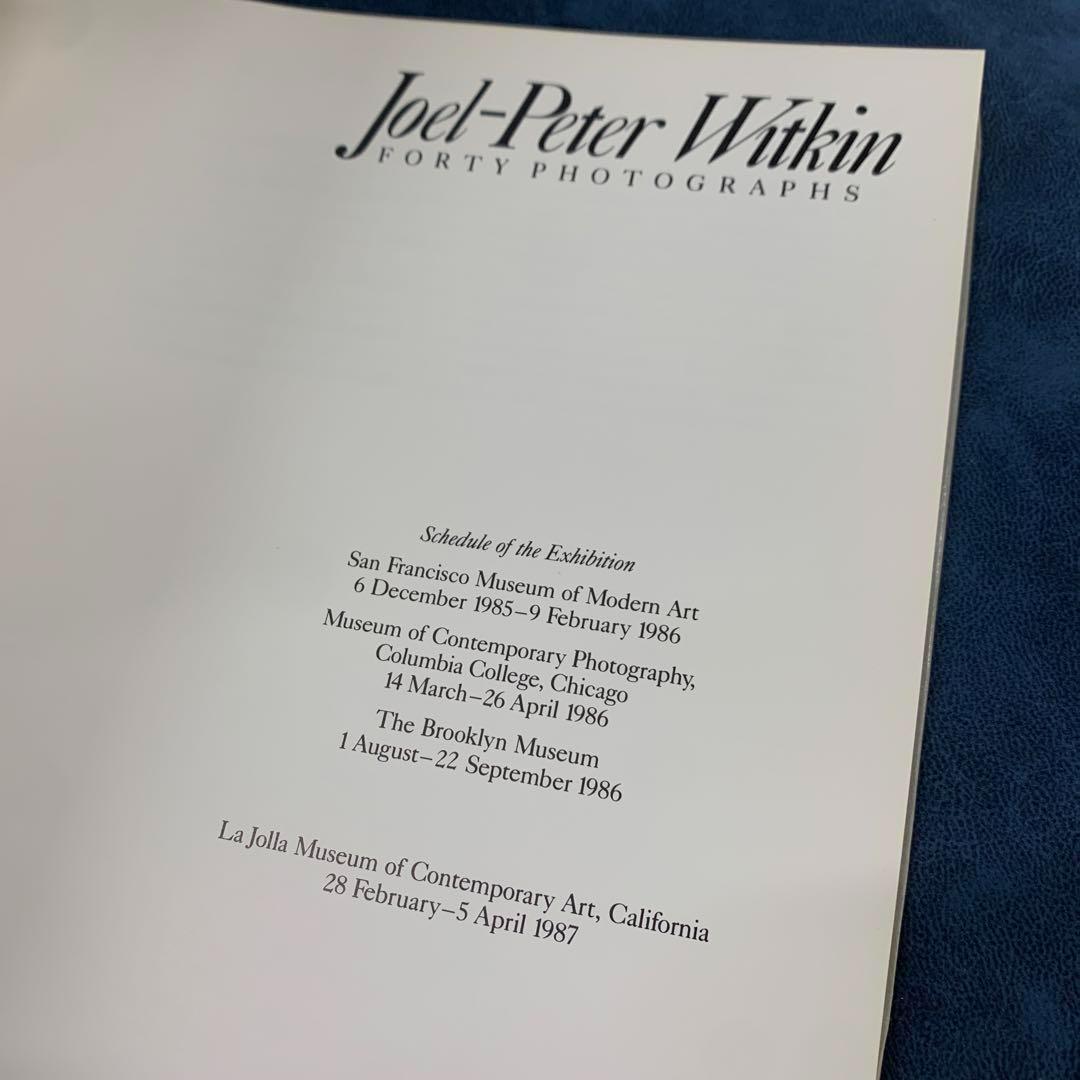 Joel-Peter Witkin
FORTY PHOTOGRAPHS
Schedule of the Exhibition
San Francisco Museum of Modern Art
6 December 1985–9 February 1986
Museum of Contemporary Photography,
Columbia College, Chicago
14 March–26 April 1986
The Brooklyn Museum
1 August–22 September 1986
La Jolla Museum of Contemporary Art, California
28 February–5 April 1987